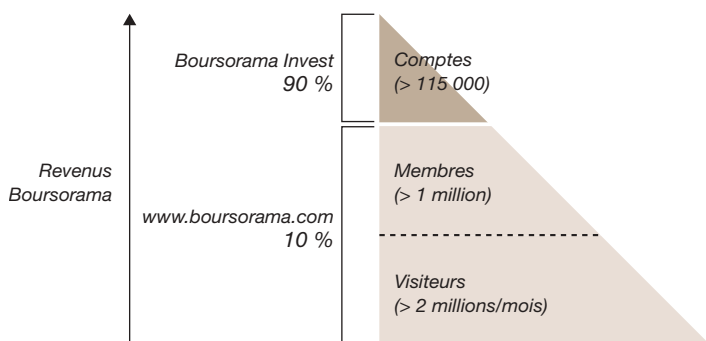 Boursorama Invest
90 %
Comptes
(> 115 000)
Revenus
Boursorama
www.boursorama.com
10 %
Membres
(> 1 million)
Visiteurs
(> 2 millions/mois)